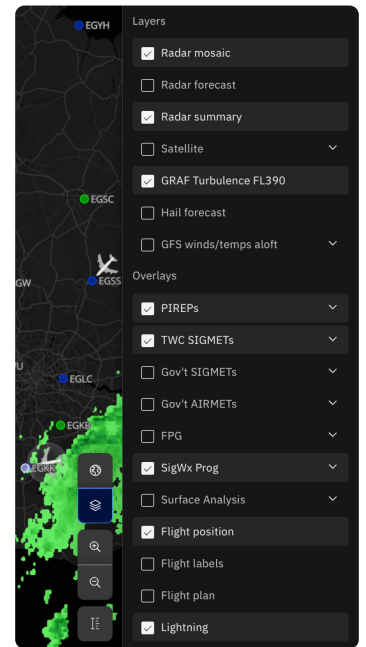 EGYH
EGSC
GW
EGSS
U
EGLC
EGKB
EGKK
Layers
Radar mosaic
Radar forecast
Radar summary
Satellite
GRAF Turbulence FL390
Hail forecast
GFS winds/temps aloft
Overlays
PIREPs
TWC SIGMETs
Gov't SIGMETs
Gov't AIRMETs
FPG
SigWx Prog
Surface Analysis
Flight position
Flight labels
Flight plan
Lightning